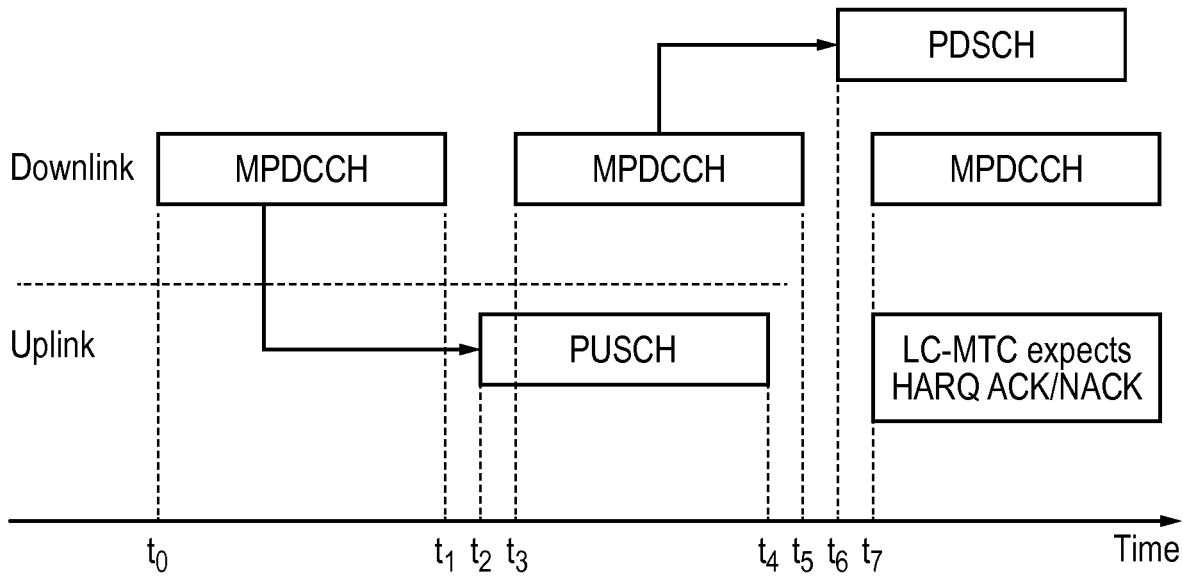 PDSCH
Downlink
MPDCCH
MPDCCH
MPDCCH
Uplink
PUSCH
LC-MTC expects
HARQ ACK/NACK
t0 t1 t2 t3 t4 t5 t6 t7 Time